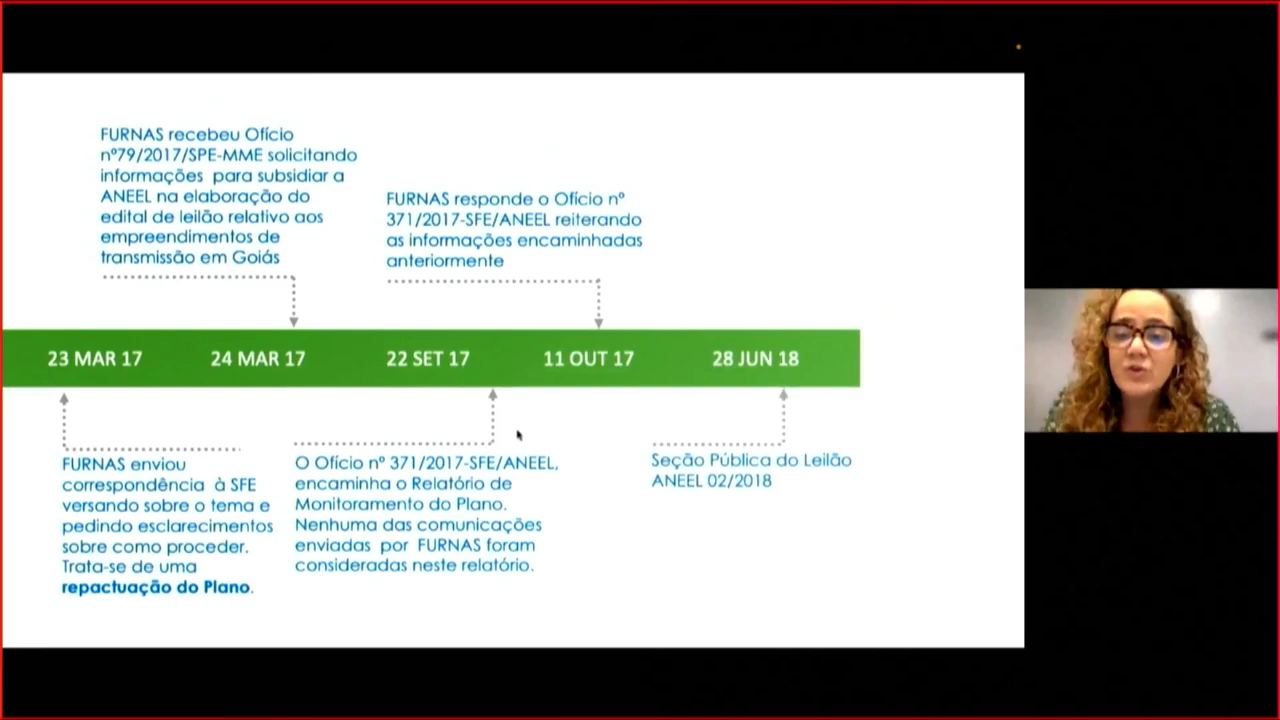 FURNAS recebeu Ofício
nº79/2017/SPE-MME solicitando
informações para subsidiar a
ANEEL na elaboração do
edital de leilão relativo aos
empreendimentos de
transmissão em Goiás
FURNAS responde o Ofício nº
371/2017-SFE/ANEEL reiterando
as informações encaminhadas
anteriormente
23 MAR 17
24 MAR 17
22 SET 17
11 OUT 17
28 JUN 18
FURNAS enviou
correspondência à SFE
versando sobre o tema e
pedindo esclarecimentos
sobre como proceder.
Trata-se de uma
repactuação do Plano.
O Ofício nº 371/2017-SFE/ANEEL,
encaminha o Relatório de
Monitoramento do Plano.
Nenhuma das comunicações
enviadas por FURNAS foram
consideradas neste relatório.
Seção Pública do Leilão
ANEEL 02/2018